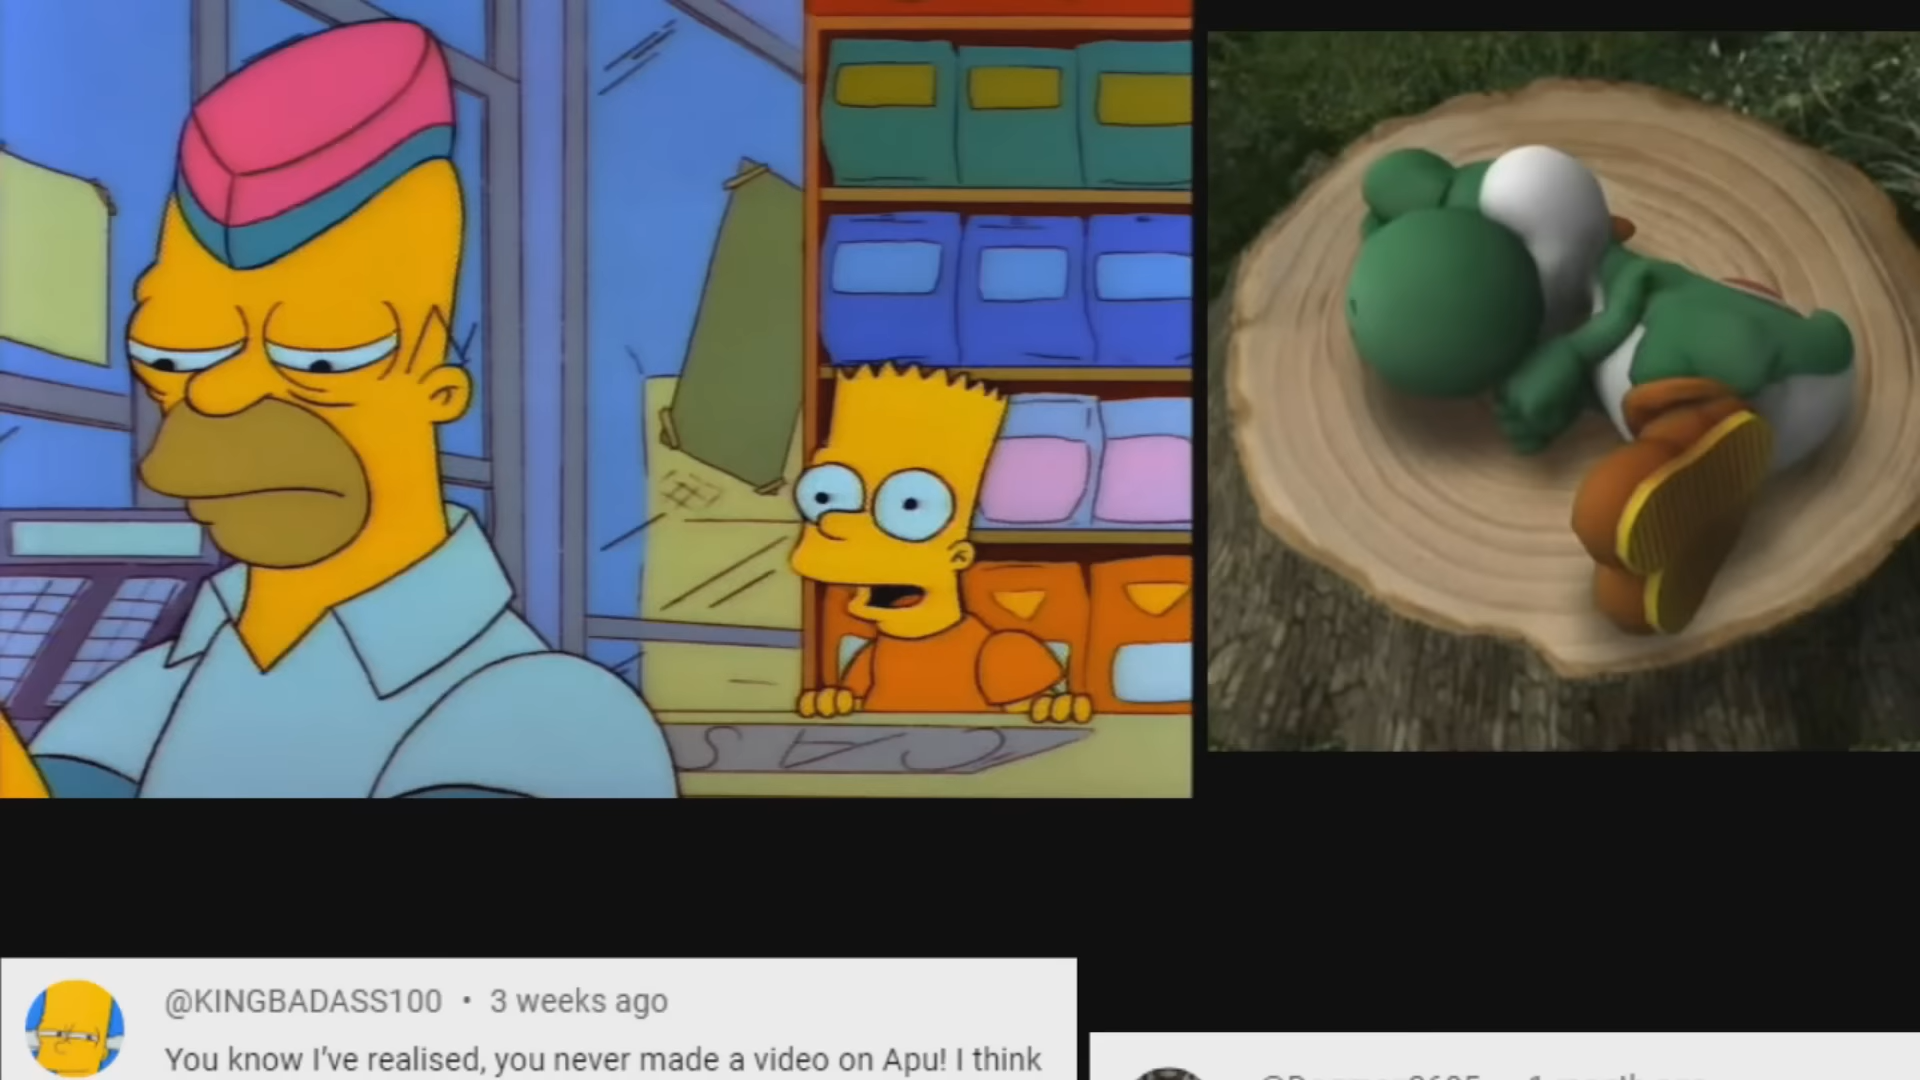 @KINGBADASS100 • 3 weeks ago
You know I've realised, you never made a video on Apu! I think